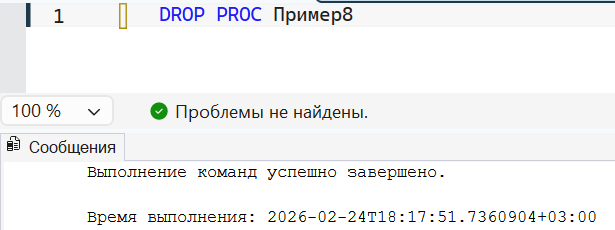 1 DROP PROC Пример8
100 %
Проблемы не найдены.
Сообщения
Выполнение команд успешно завершено.
Время выполнения: 2026-02-24T18:17:51.7360904+03:00